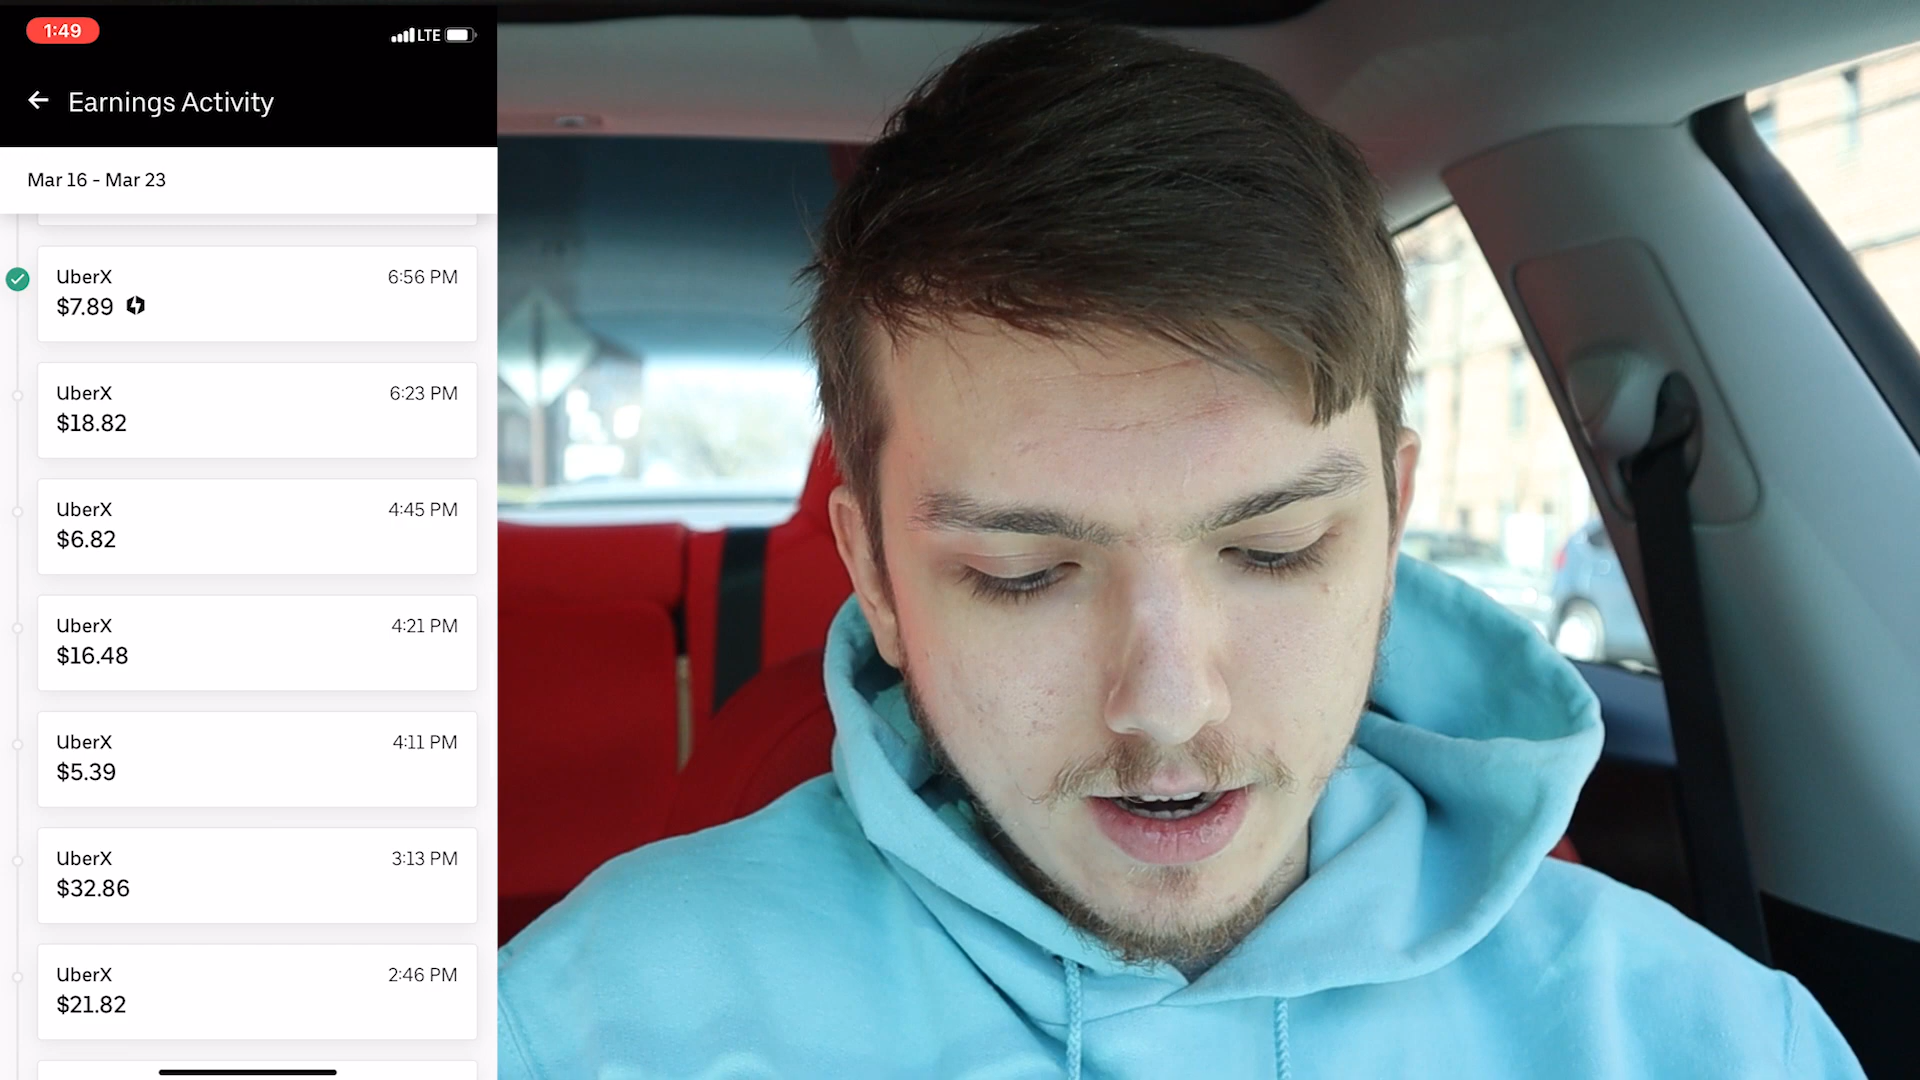 1:49 LTE
Earnings Activity
Mar 16 - Mar 23
UberX 6:56 PM
$7.89
UberX 6:23 PM
$18.82
UberX 4:45 PM
$6.82
UberX 4:21 PM
$16.48
UberX 4:11 PM
$5.39
UberX 3:13 PM
$32.86
UberX 2:46 PM
$21.82